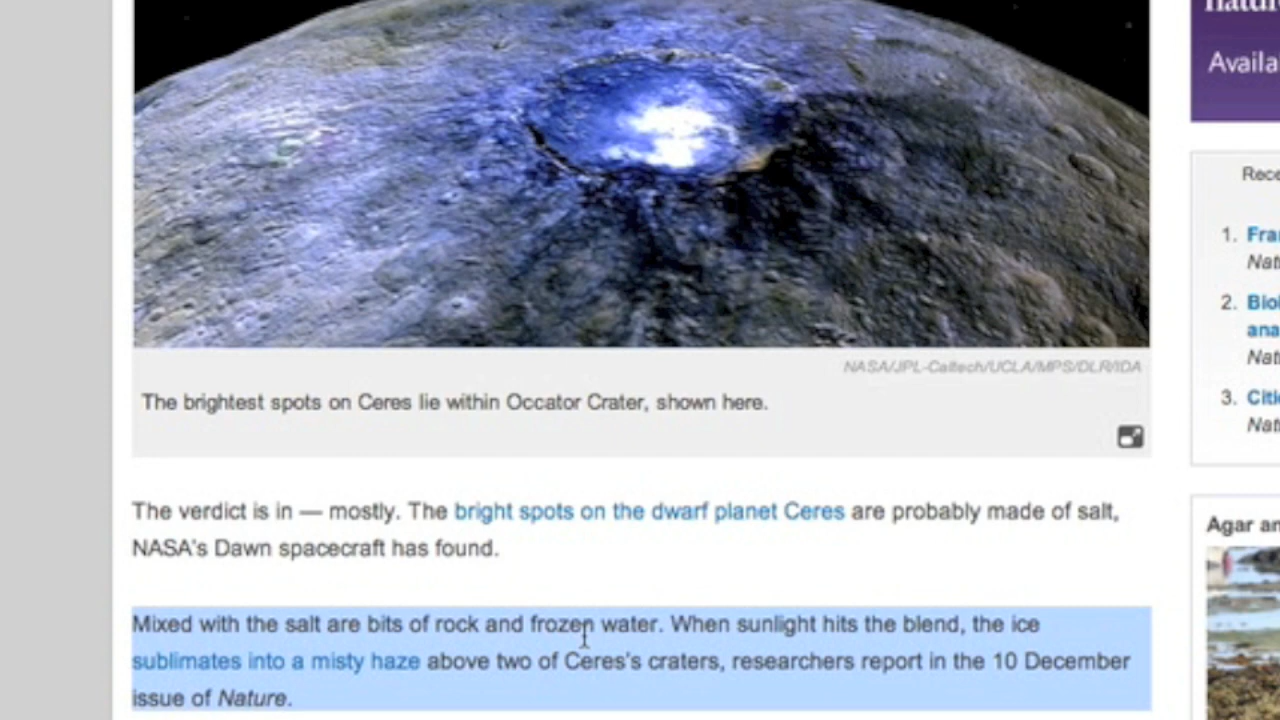 Availa
NASA/JPL-Caltech/UCLA/MPS/DLR/IDA
The brightest spots on Ceres lie within Occator Crater, shown here.
The verdict is in — mostly. The bright spots on the dwarf planet Ceres are probably made of salt,
NASA's Dawn spacecraft has found.
Mixed with the salt are bits of rock and frozen water. When sunlight hits the blend, the ice
sublimates into a misty haze above two of Ceres's craters, researchers report in the 10 December
issue of Nature.
Rece
1. Fra
Nat
2. Biol
ana
Nat
3. Cit
Nat
Agar an